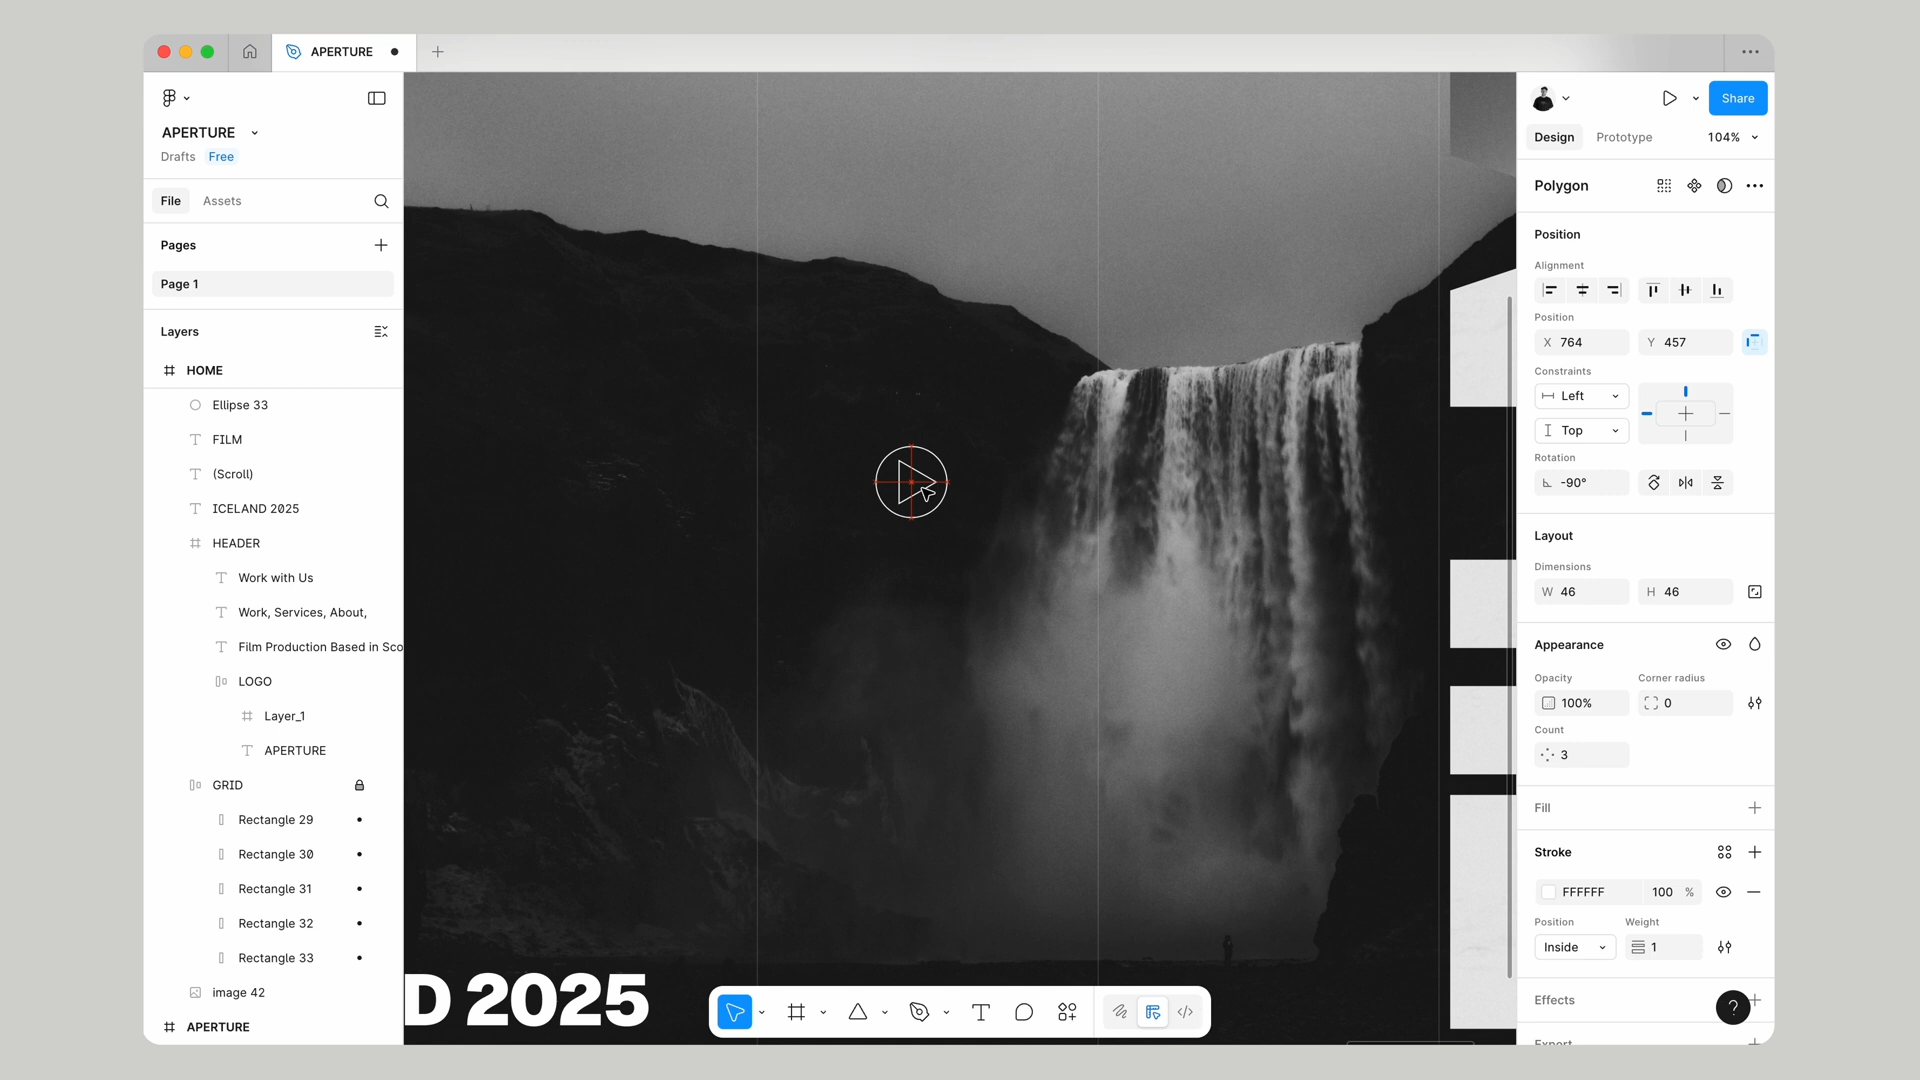 APERTURE
APERTURE
Drafts Free
File Assets
Pages
Page 1
Layers
HOME
Ellipse 33
FILM
(Scroll)
ICELAND 2025
HEADER
Work with Us
Work, Services, About,
Film Production Based in Sco
LOGO
Layer_1
APERTURE
GRID
Rectangle 29
Rectangle 30
Rectangle 31
Rectangle 32
Rectangle 33
image 42
APERTURE
D 2025
Share
Design Prototype 104%
Polygon
Position
Alignment
Position
X 764 Y 457
Constraints
Left
Top
Rotation
-90°
Layout
Dimensions
W 46 H 46
Appearance
Opacity Corner radius
100% 0
Count
3
Fill
Stroke
FFFFFF 100 %
Position Weight
Inside 1
Effects
?
Export